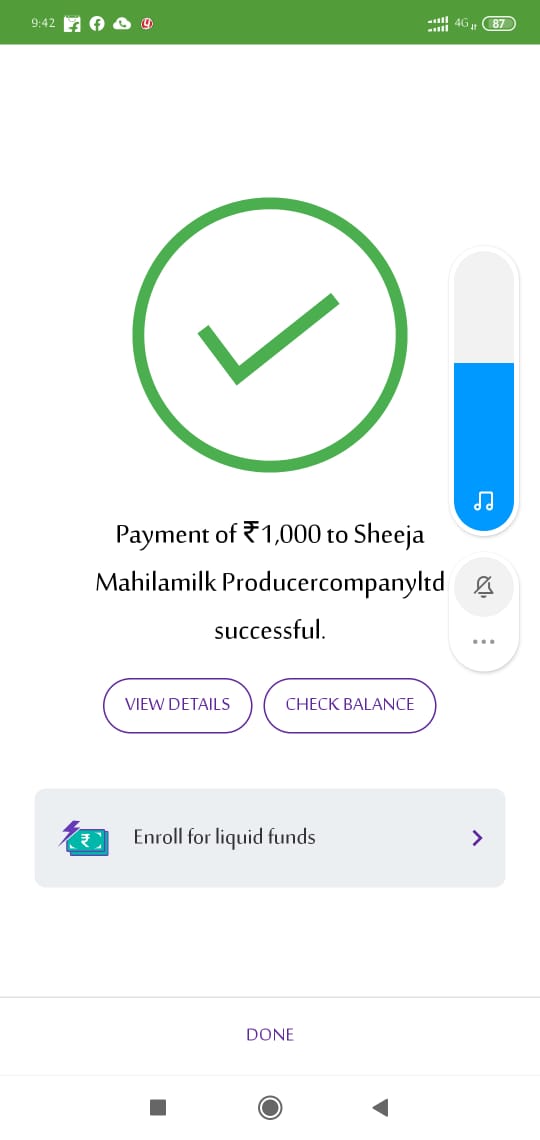 9:42
4G
87
Payment of ₹1,000 to Sheeja
Mahilamilk Producercompanyltd
successful.
VIEW DETAILS
CHECK BALANCE
Enroll for liquid funds
DONE